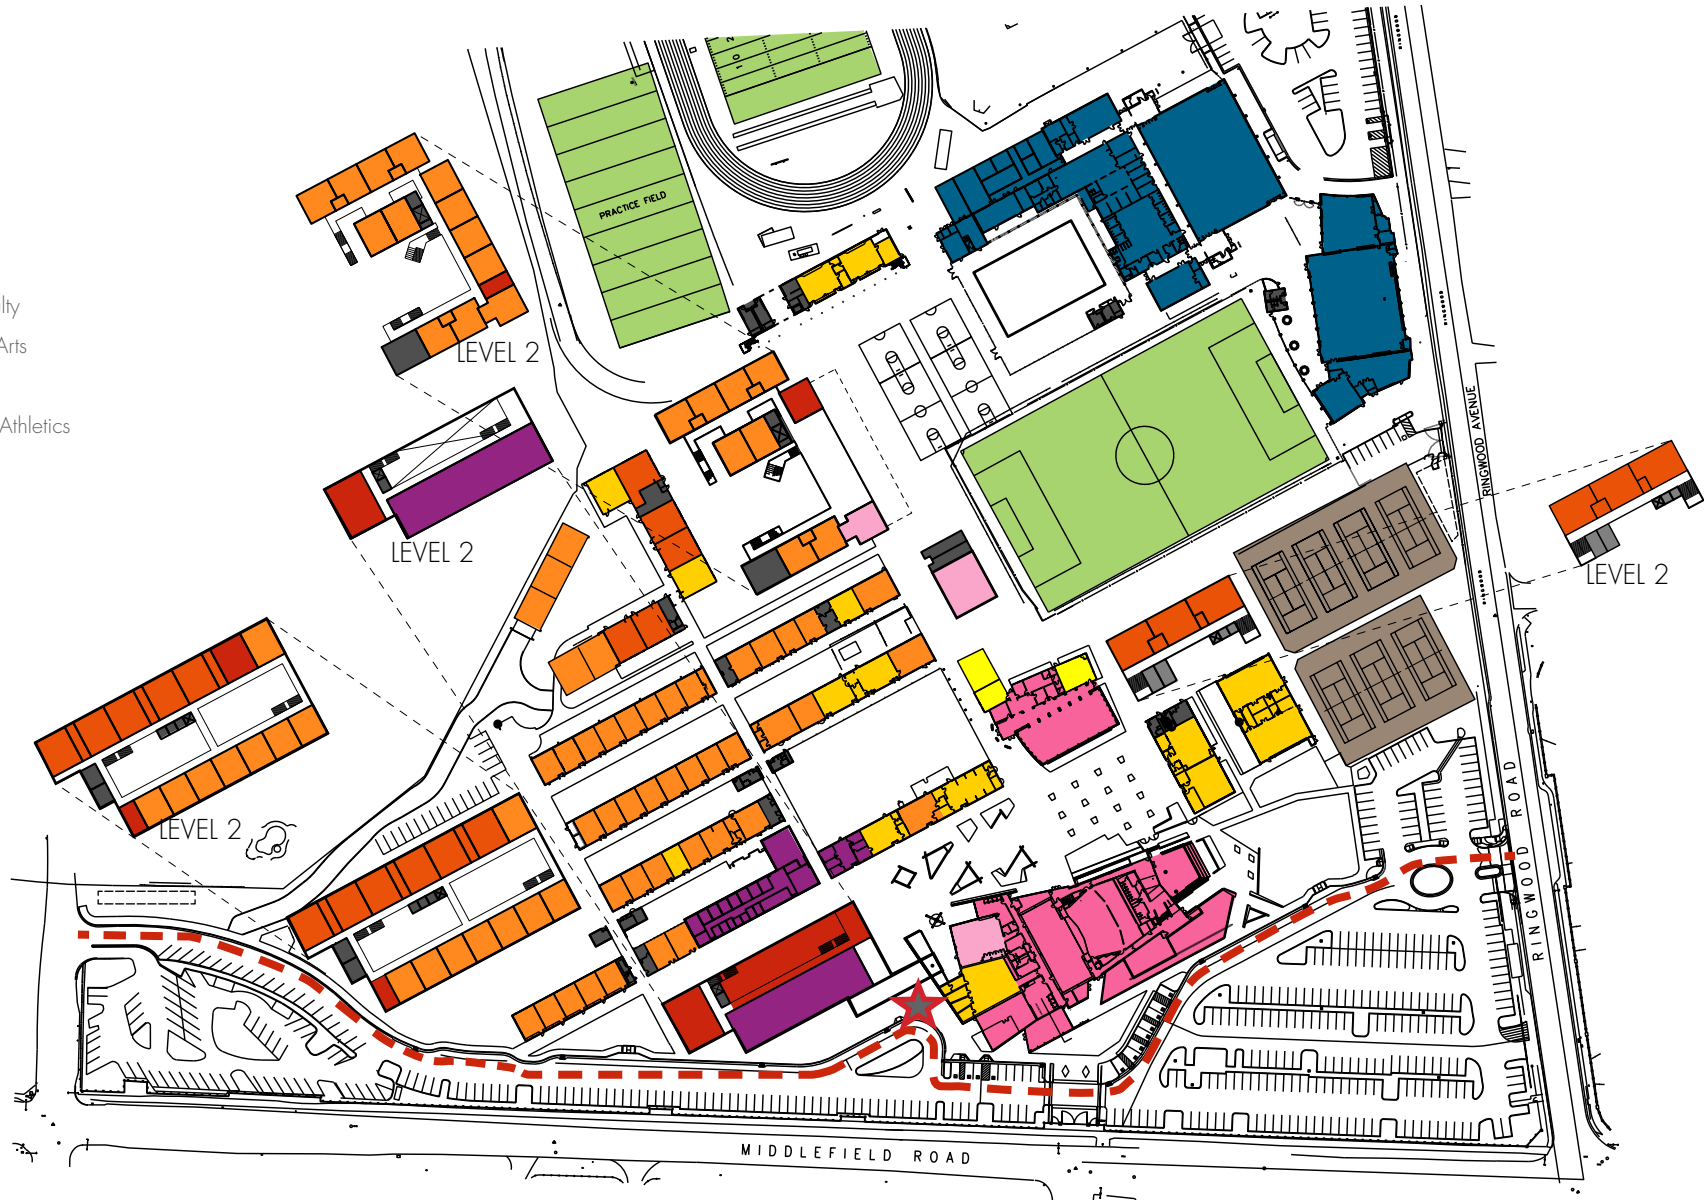 PRACTICE FIELD
lty
Arts
LEVEL 2
Athletics
RINGWOOD AVENUE
LEVEL 2
LEVEL 2
LEVEL 2
RINGWOOD ROAD
MIDDLEFIELD ROAD